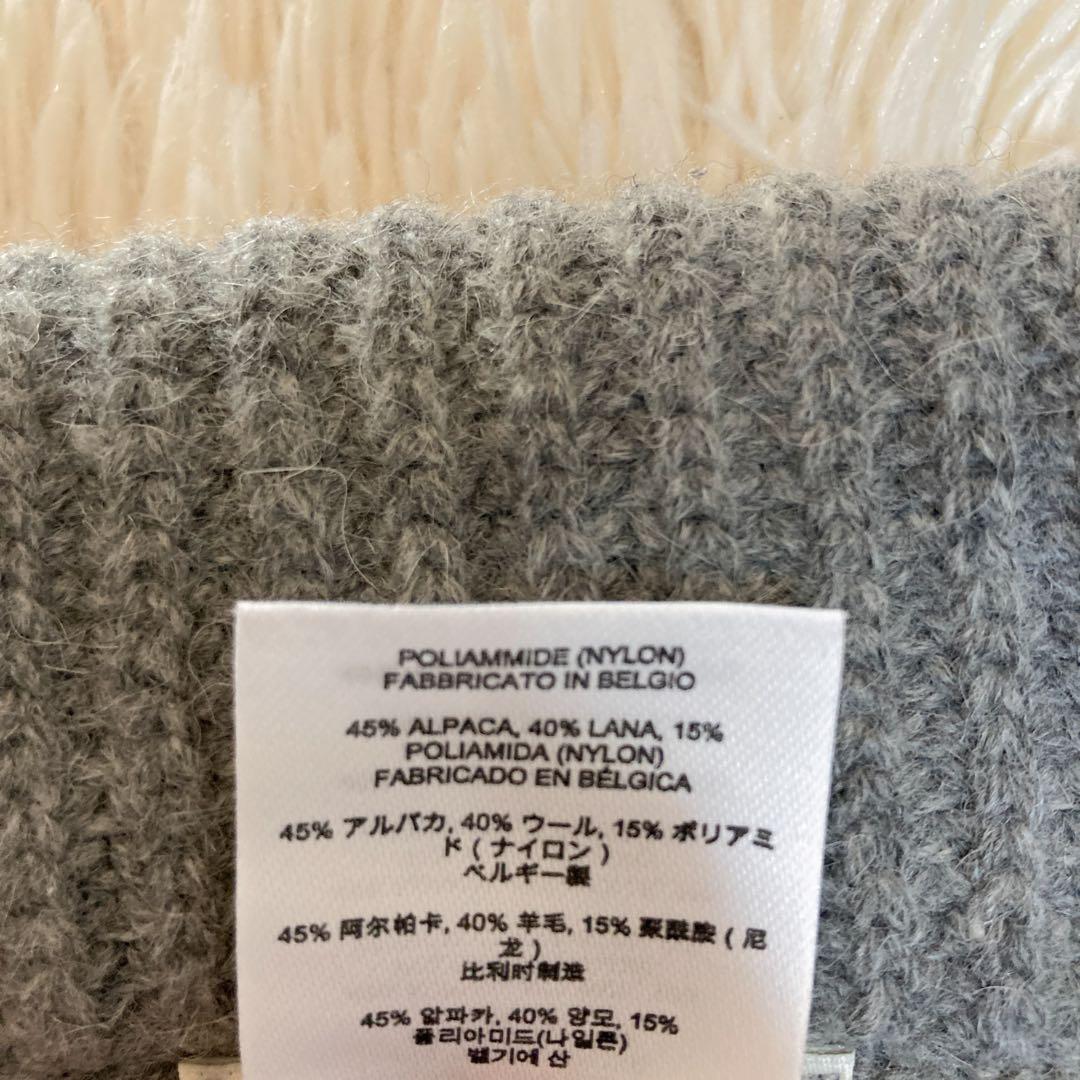 POLIAMMIDE (NYLON)
FABBRICATO IN BELGIO
45% ALPACA, 40% LANA, 15%
POLIAMIDA (NYLON)
FABRICADO EN BÉLGICA
45% アルパカ, 40% ウール, 15% ポリアミ
ド ( ナイロン )
ベルギー製
45% 阿尔帕卡, 40% 羊毛, 15% 聚酰胺 ( 尼
龙 )
比利时制造
45% 알파카, 40% 양모, 15%
폴리아미드(나일론)
벨기에 산